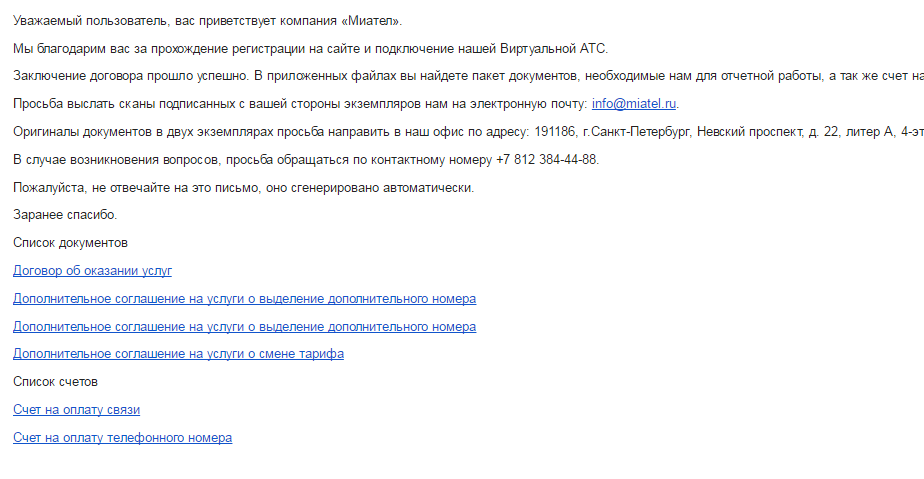 Уважаемый пользователь, вас приветствует компания «Миател».
Мы благодарим вас за прохождение регистрации на сайте и подключение нашей Виртуальной АТС.
Заключение договора прошло успешно. В приложенных файлах вы найдете пакет документов, необходимые нам для отчетной работы, а так же счет на
Просьба выслать сканы подписанных с вашей стороны экземпляров нам на электронную почту: info@miatel.ru.
Оригиналы документов в двух экземплярах просьба направить в наш офис по адресу: 191186, г.Санкт-Петербург, Невский проспект, д. 22, литер А, 4-эт
В случае возникновения вопросов, просьба обращаться по контактному номеру +7 812 384-44-88.
Пожалуйста, не отвечайте на это письмо, оно сгенерировано автоматически.
Заранее спасибо.
Список документов
Договор об оказании услуг
Дополнительное соглашение на услуги о выделение дополнительного номера
Дополнительное соглашение на услуги о выделение дополнительного номера
Дополнительное соглашение на услуги о смене тарифа
Список счетов
Счет на оплату связи
Счет на оплату телефонного номера